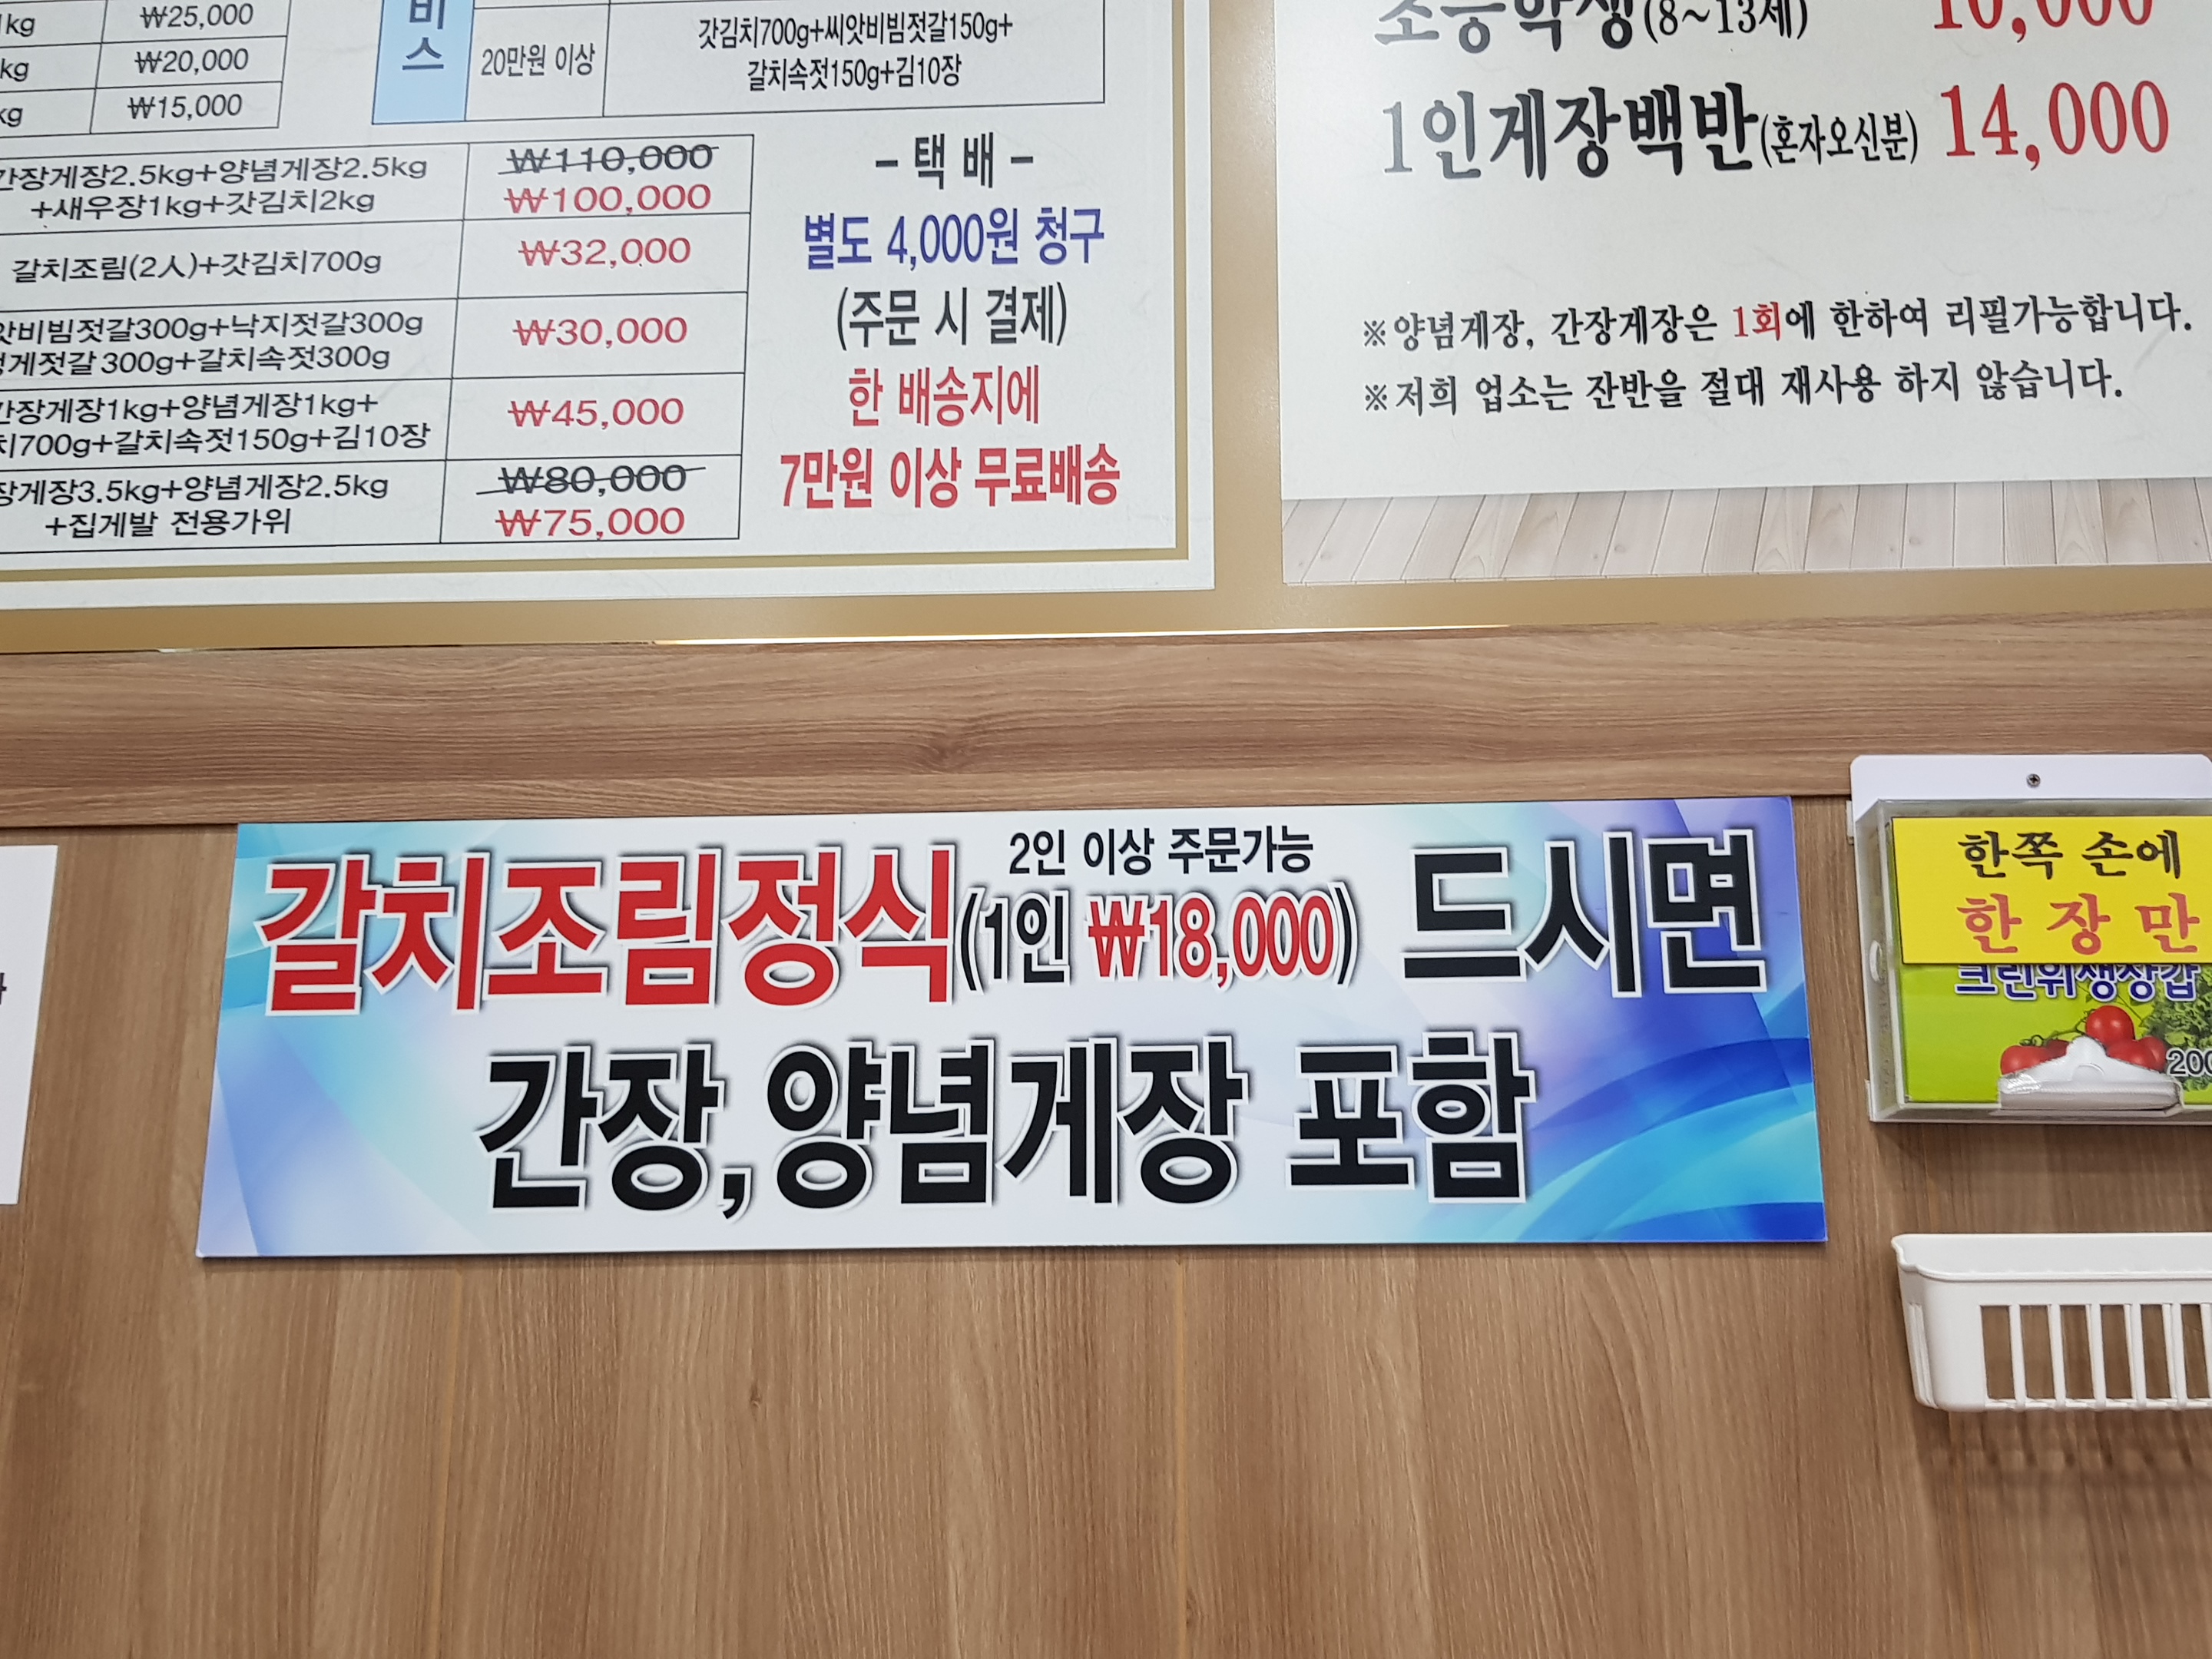 ₩25,000
kg
₩20,000
kg
₩15,000
스
20만원 이상
갓김치700g+씨앗비빔젓갈150g+
갈치속젓150g+김10장
간장게장2.5kg+양념게장2.5kg
+새우장1kg+갓김치2kg
₩110,000
₩100,000
갈치조림(2人)+갓김치700g
₩32,000
앗비빔젓갈300g+낙지젓갈300g
게젓갈300g+갈치속젓300g
₩30,000
간장게장1kg+양념게장1kg+
치700g+갈치속젓150g+김10장
₩45,000
장게장3.5kg+양념게장2.5kg
+집게발 전용가위
₩80,000
₩75,000
- 택 배 -
별도 4,000원 청구
(주문 시 결제)
한 배송지에
7만원 이상 무료배송
초등학생(8~13세) 10,000
1인게장백반(혼자오신분) 14,000
※양념게장, 간장게장은 1회에 한하여 리필가능합니다.
※저희 업소는 잔반을 절대 재사용 하지 않습니다.
2인 이상 주문가능
갈치조림정식(1인 ₩18,000) 드시면
간장,양념게장 포함
한쪽 손에
한 장 만
크린위생장갑
200